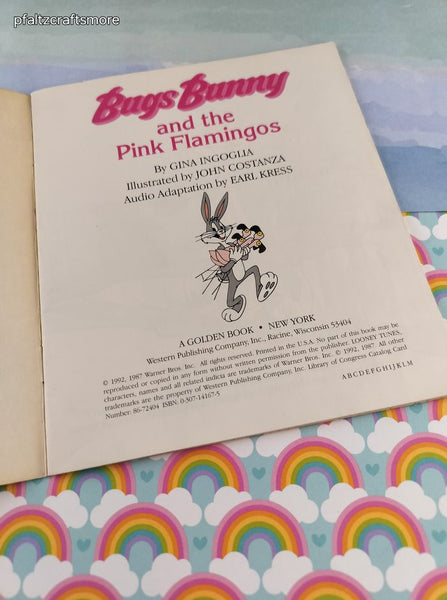 pfaltzcraftsmore
Bugs Bunny
and the
Pink Flamingos
By GINA INGOGLIA
Illustrated by JOHN COSTANZA
Audio Adaptation by EARL KRESS
A GOLDEN BOOK • NEW YORK
Western Publishing Company, Inc., Racine, Wisconsin 53404
© 1992, 1987 Warner Bros. Inc. All rights reserved. Printed in the U.S.A. No part of this book may be
reproduced or copied in any form without written permission from the publisher. LOONEY TUNES,
characters, names and all related indicia are trademarks of Warner Bros. Inc. © 1992, 1987. All other
trademarks are the property of Western Publishing Company, Inc. Library of Congress Catalog Card
Number: 86-72404 ISBN: 0-307-14167-5
A B C D E F G H I J K L M